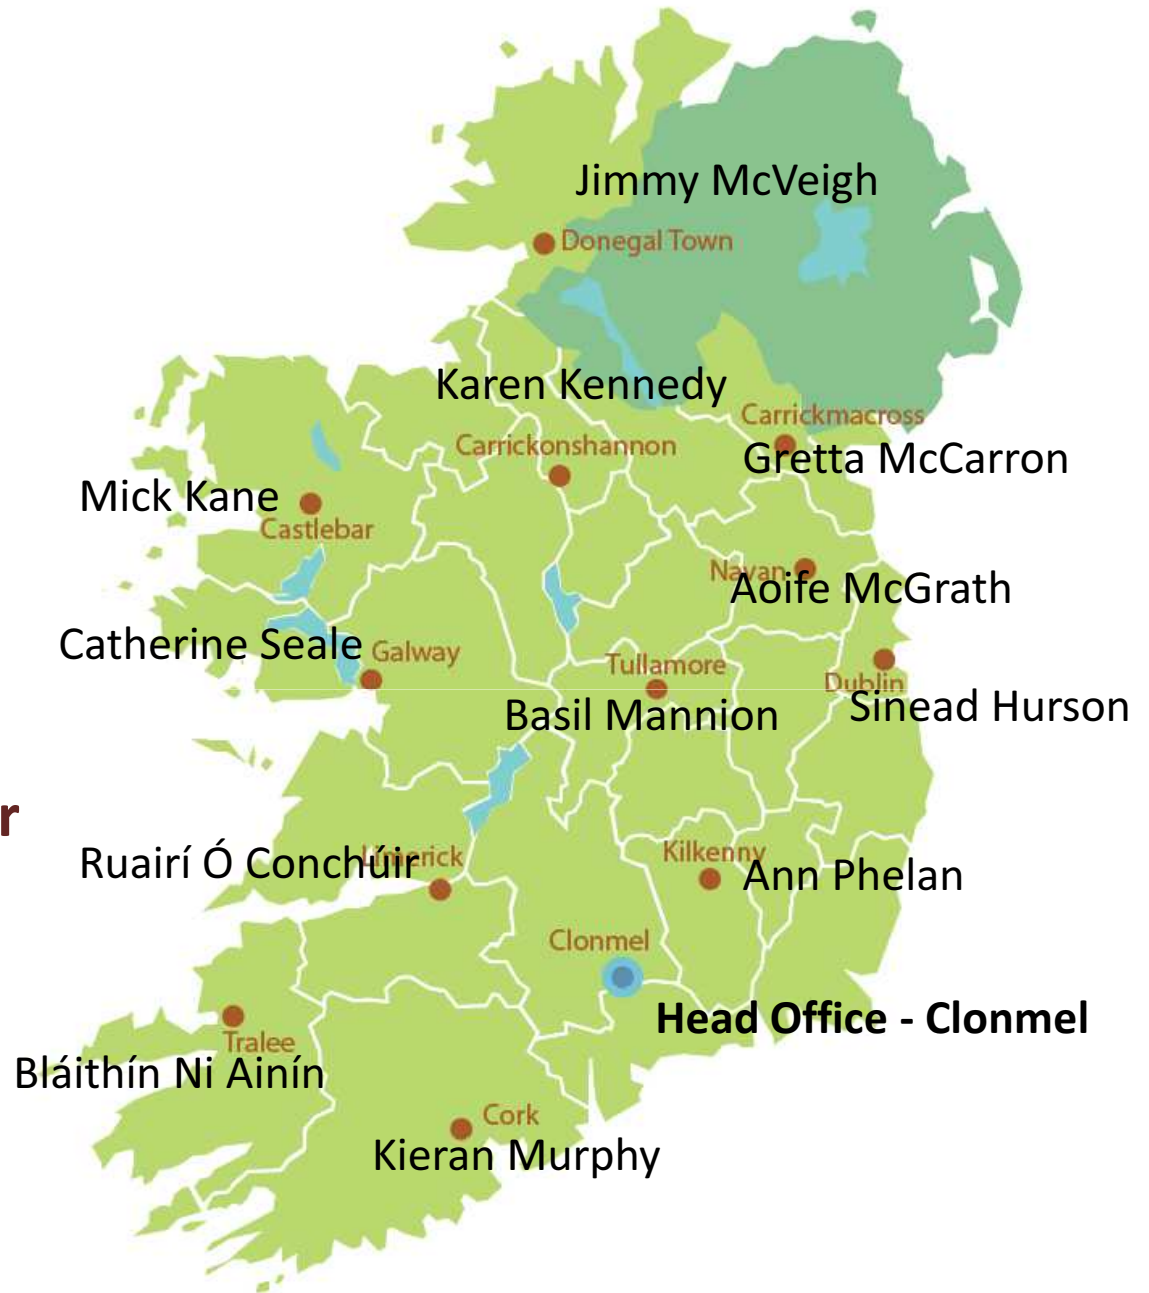 Jimmy McVeigh
Donegal Town
Karen Kennedy
Carrickmacross
Carrickonshannon
Gretta McCarron
Mick Kane
Castlebar
Navan
Aoife McGrath
Catherine Seale
Galway
Tullamore
Dublin
Basil Mannion
Sinead Hurson
r
Ruairí Ó Conchúir
Limerick
Kilkenny
Ann Phelan
Clonmel
Head Office - Clonmel
Tralee
Bláithín Ni Ainín
Cork
Kieran Murphy